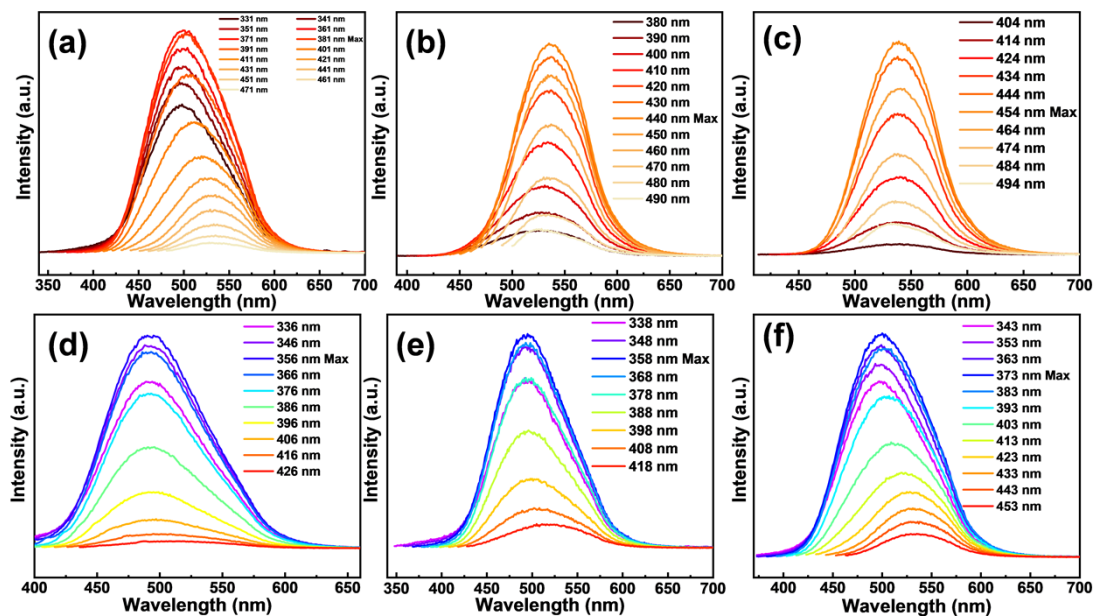 (a)
331 nm 341 nm
351 nm 361 nm
371 nm 381 nm Max
391 nm 401 nm
411 nm 421 nm
431 nm 441 nm
451 nm 461 nm
471 nm
Intensity (a.u.)
350 400 450 500 550 600 650 700
Wavelength (nm)
(b)
380 nm
390 nm
400 nm
410 nm
420 nm
430 nm
440 nm Max
450 nm
460 nm
470 nm
480 nm
490 nm
Intensity (a.u.)
400 450 500 550 600 650 700
Wavelength (nm)
(c)
404 nm
414 nm
424 nm
434 nm
444 nm
454 nm Max
464 nm
474 nm
484 nm
494 nm
Intensity (a.u.)
450 500 550 600 650 700
Wavelength (nm)
(d)
336 nm
346 nm
356 nm Max
366 nm
376 nm
386 nm
396 nm
406 nm
416 nm
426 nm
Intensity (a.u.)
400 450 500 550 600 650
Wavelength (nm)
(e)
338 nm
348 nm
358 nm Max
368 nm
378 nm
388 nm
398 nm
408 nm
418 nm
Intensity (a.u.)
350 400 450 500 550 600 650 700
Wavelength (nm)
(f)
343 nm
353 nm
363 nm
373 nm Max
383 nm
393 nm
403 nm
413 nm
423 nm
433 nm
443 nm
453 nm
Intensity (a.u.)
400 450 500 550 600 650 700
Wavelength (nm)